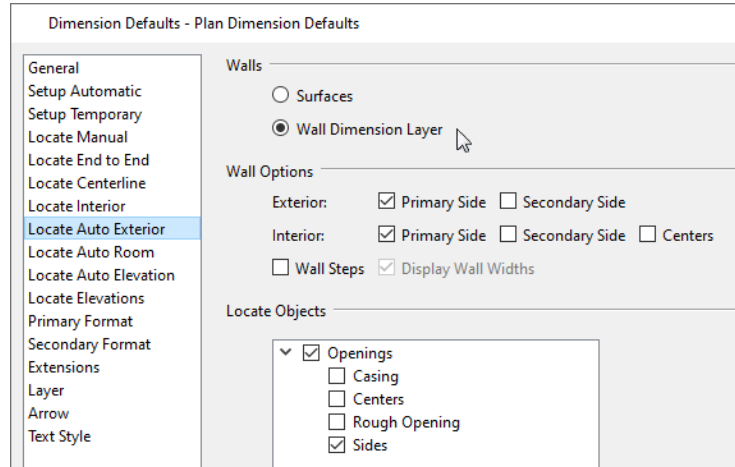 Dimension Defaults - Plan Dimension Defaults
General
Setup Automatic
Setup Temporary
Locate Manual
Locate End to End
Locate Centerline
Locate Interior
Locate Auto Exterior
Locate Auto Room
Locate Auto Elevation
Locate Elevations
Primary Format
Secondary Format
Extensions
Layer
Arrow
Text Style
Walls
Surfaces
Wall Dimension Layer
Wall Options
Exterior: Primary Side Secondary Side
Interior: Primary Side Secondary Side Centers
Wall Steps Display Wall Widths
Locate Objects
Openings
Casing
Centers
Rough Opening
Sides